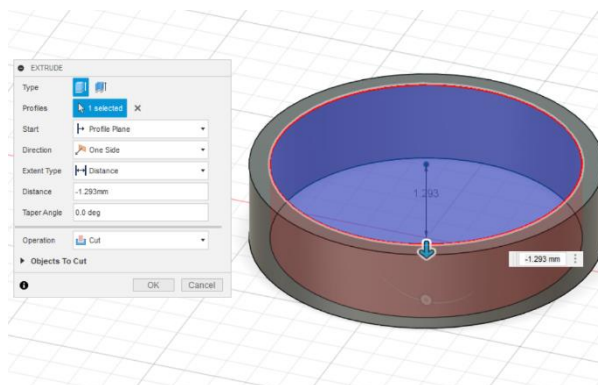 EXTRUDE
Type
Profiles 1 selected
Start Profile Plane
Direction One Side
Extent Type Distance
Distance -1.293mm
Taper Angle 0.0 deg
Operation Cut
Objects To Cut
OK Cancel
1.293
-1.293 mm